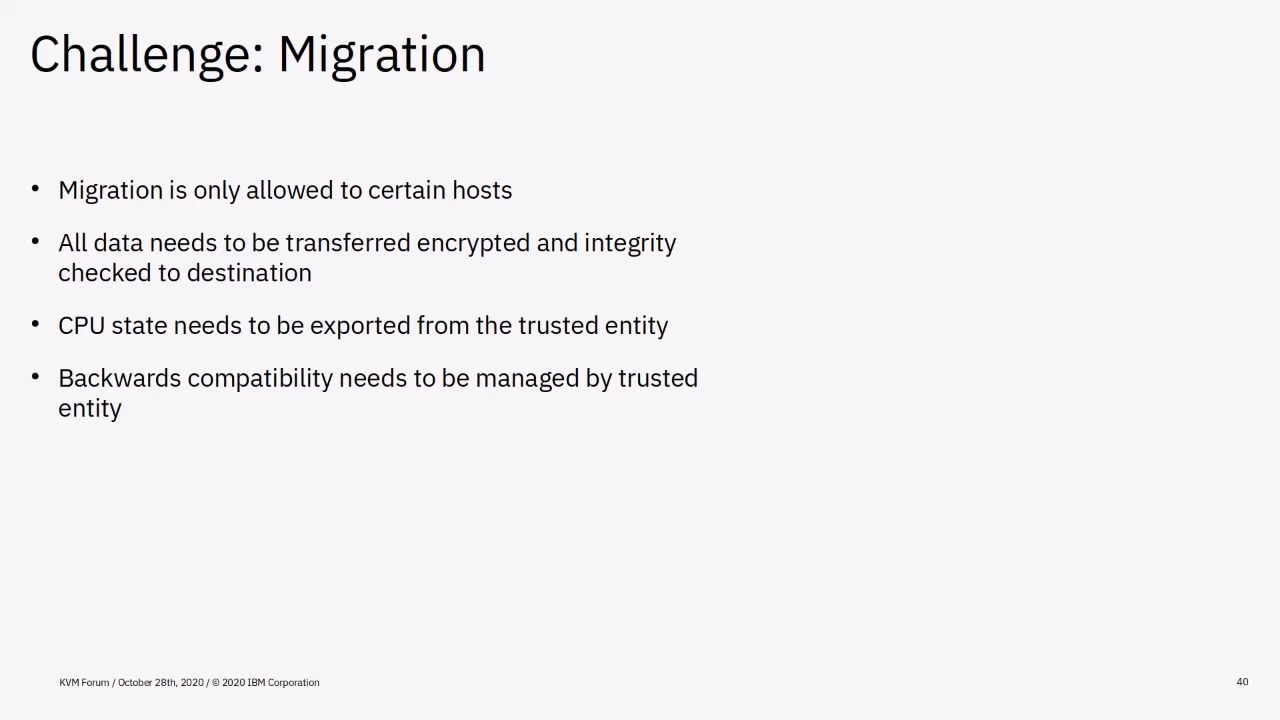 Challenge: Migration
• Migration is only allowed to certain hosts
• All data needs to be transferred encrypted and integrity
checked to destination
• CPU state needs to be exported from the trusted entity
• Backwards compatibility needs to be managed by trusted
entity
KVM Forum / October 28th, 2020 / © 2020 IBM Corporation
40